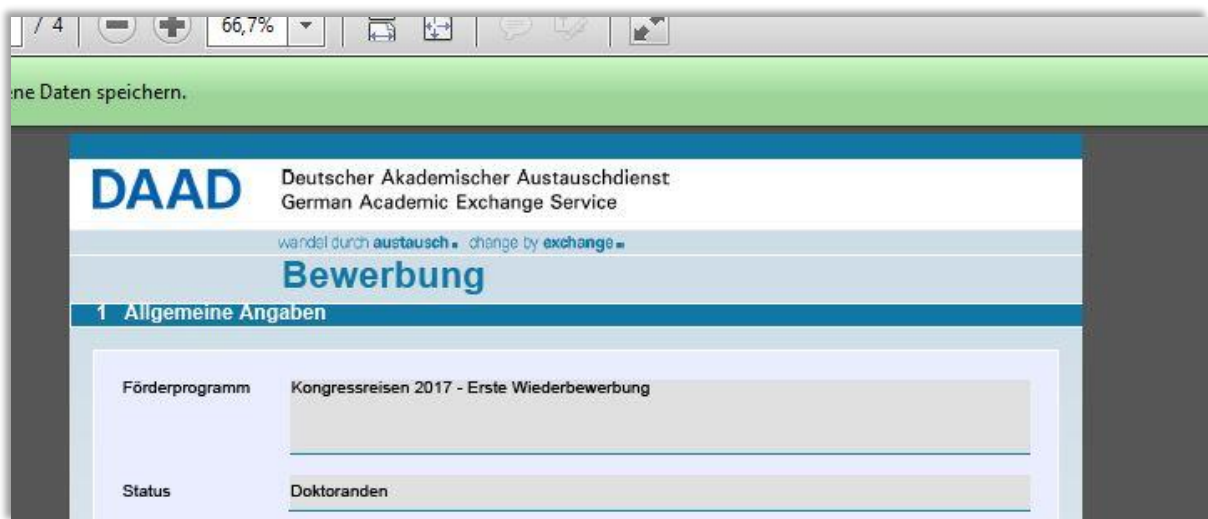 / 4 66,7%
ne Daten speichern.
DAAD
Deutscher Akademischer Austauschdienst
German Academic Exchange Service
wandel durch austausch change by exchange
Bewerbung
1 Allgemeine Angaben
Förderprogramm Kongressreisen 2017 - Erste Wiederbewerbung
Status Doktoranden